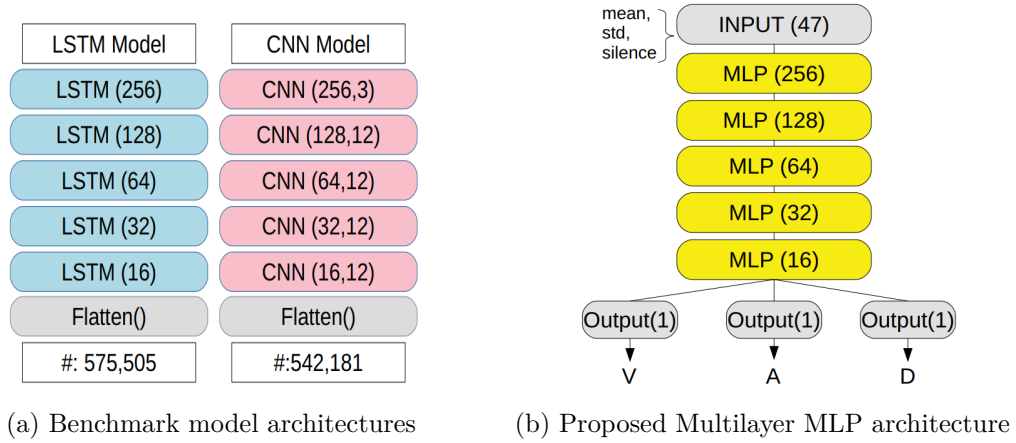 LSTM Model
LSTM (256)
LSTM (128)
LSTM (64)
LSTM (32)
LSTM (16)
Flatten()
#: 575,505
CNN Model
CNN (256,3)
CNN (128,12)
CNN (64,12)
CNN (32,12)
CNN (16,12)
Flatten()
#:542,181
(a) Benchmark model architectures
mean,
std,
silence
INPUT (47)
MLP (256)
MLP (128)
MLP (64)
MLP (32)
MLP (16)
Output(1) Output(1) Output(1)
V A D
(b) Proposed Multilayer MLP architecture